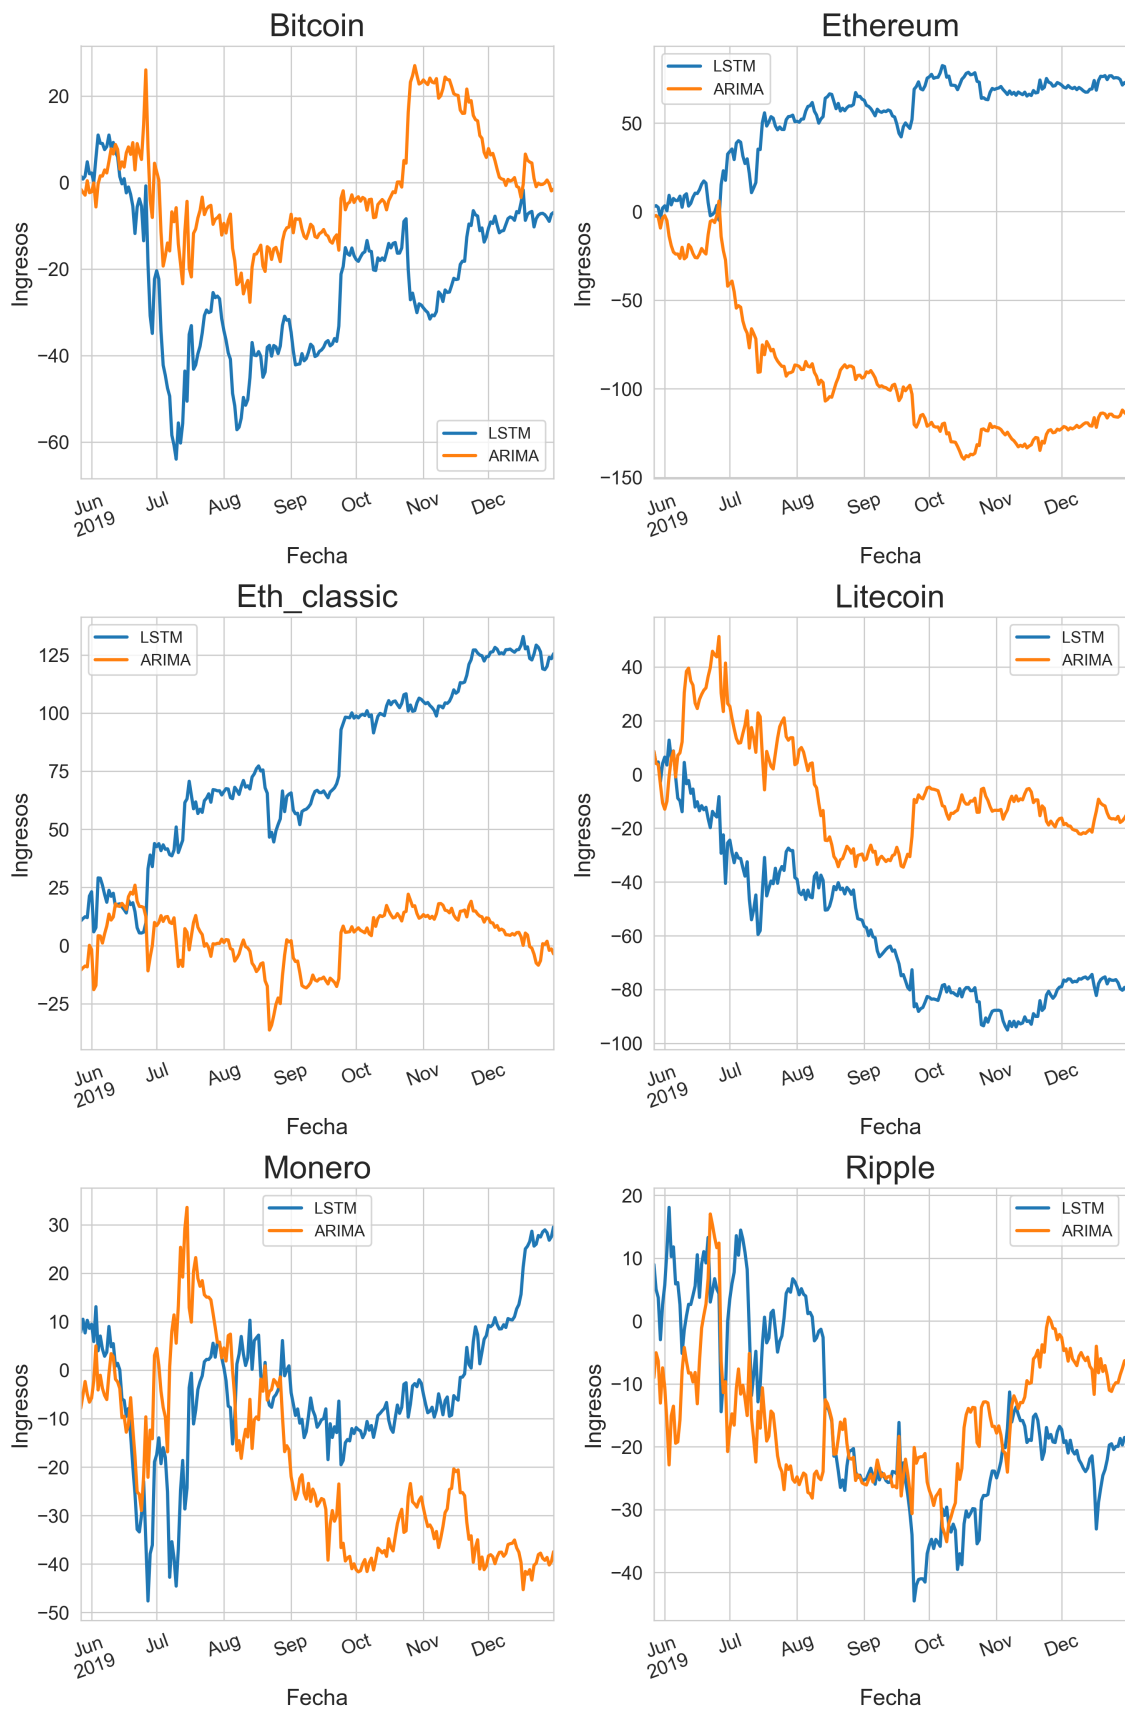 Bitcoin
20
0
−20
−40
−60
Ingresos
LSTM
ARIMA
Jun
2019
Jul
Aug
Sep
Oct
Nov
Dec
Fecha
Ethereum
50
0
−50
−100
−150
Ingresos
LSTM
ARIMA
Jun
2019
Jul
Aug
Sep
Oct
Nov
Dec
Fecha
Eth_classic
125
100
75
50
25
0
−25
Ingresos
LSTM
ARIMA
Jun
2019
Jul
Aug
Sep
Oct
Nov
Dec
Fecha
Litecoin
40
20
0
−20
−40
−60
−80
−100
Ingresos
LSTM
ARIMA
Jun
2019
Jul
Aug
Sep
Oct
Nov
Dec
Fecha
Monero
30
20
10
0
−10
−20
−30
−40
−50
Ingresos
LSTM
ARIMA
Jun
2019
Jul
Aug
Sep
Oct
Nov
Dec
Fecha
Ripple
20
10
0
−10
−20
−30
−40
Ingresos
LSTM
ARIMA
Jun
2019
Jul
Aug
Sep
Oct
Nov
Dec
Fecha